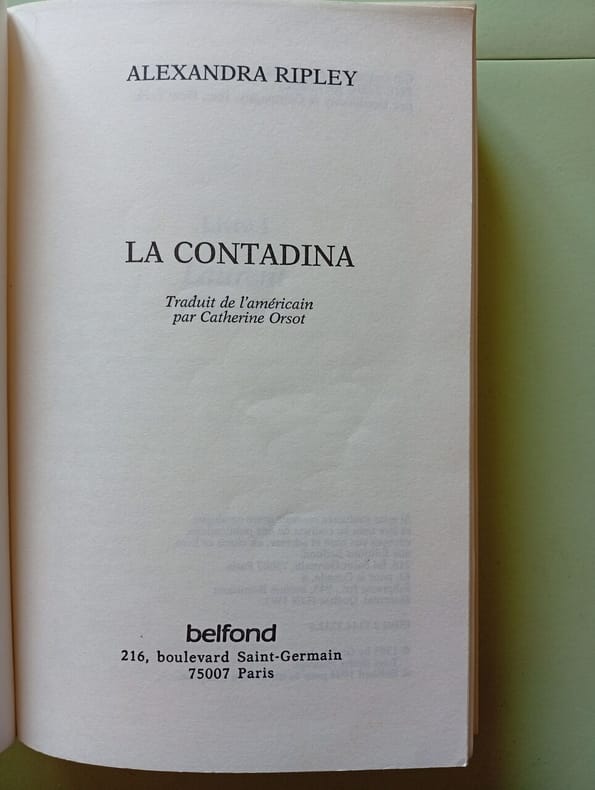 ALEXANDRA RIPLEY
LA CONTADINA
Traduit de l'américain
par Catherine Orsot
belfond
216, boulevard Saint-Germain
75007 Paris